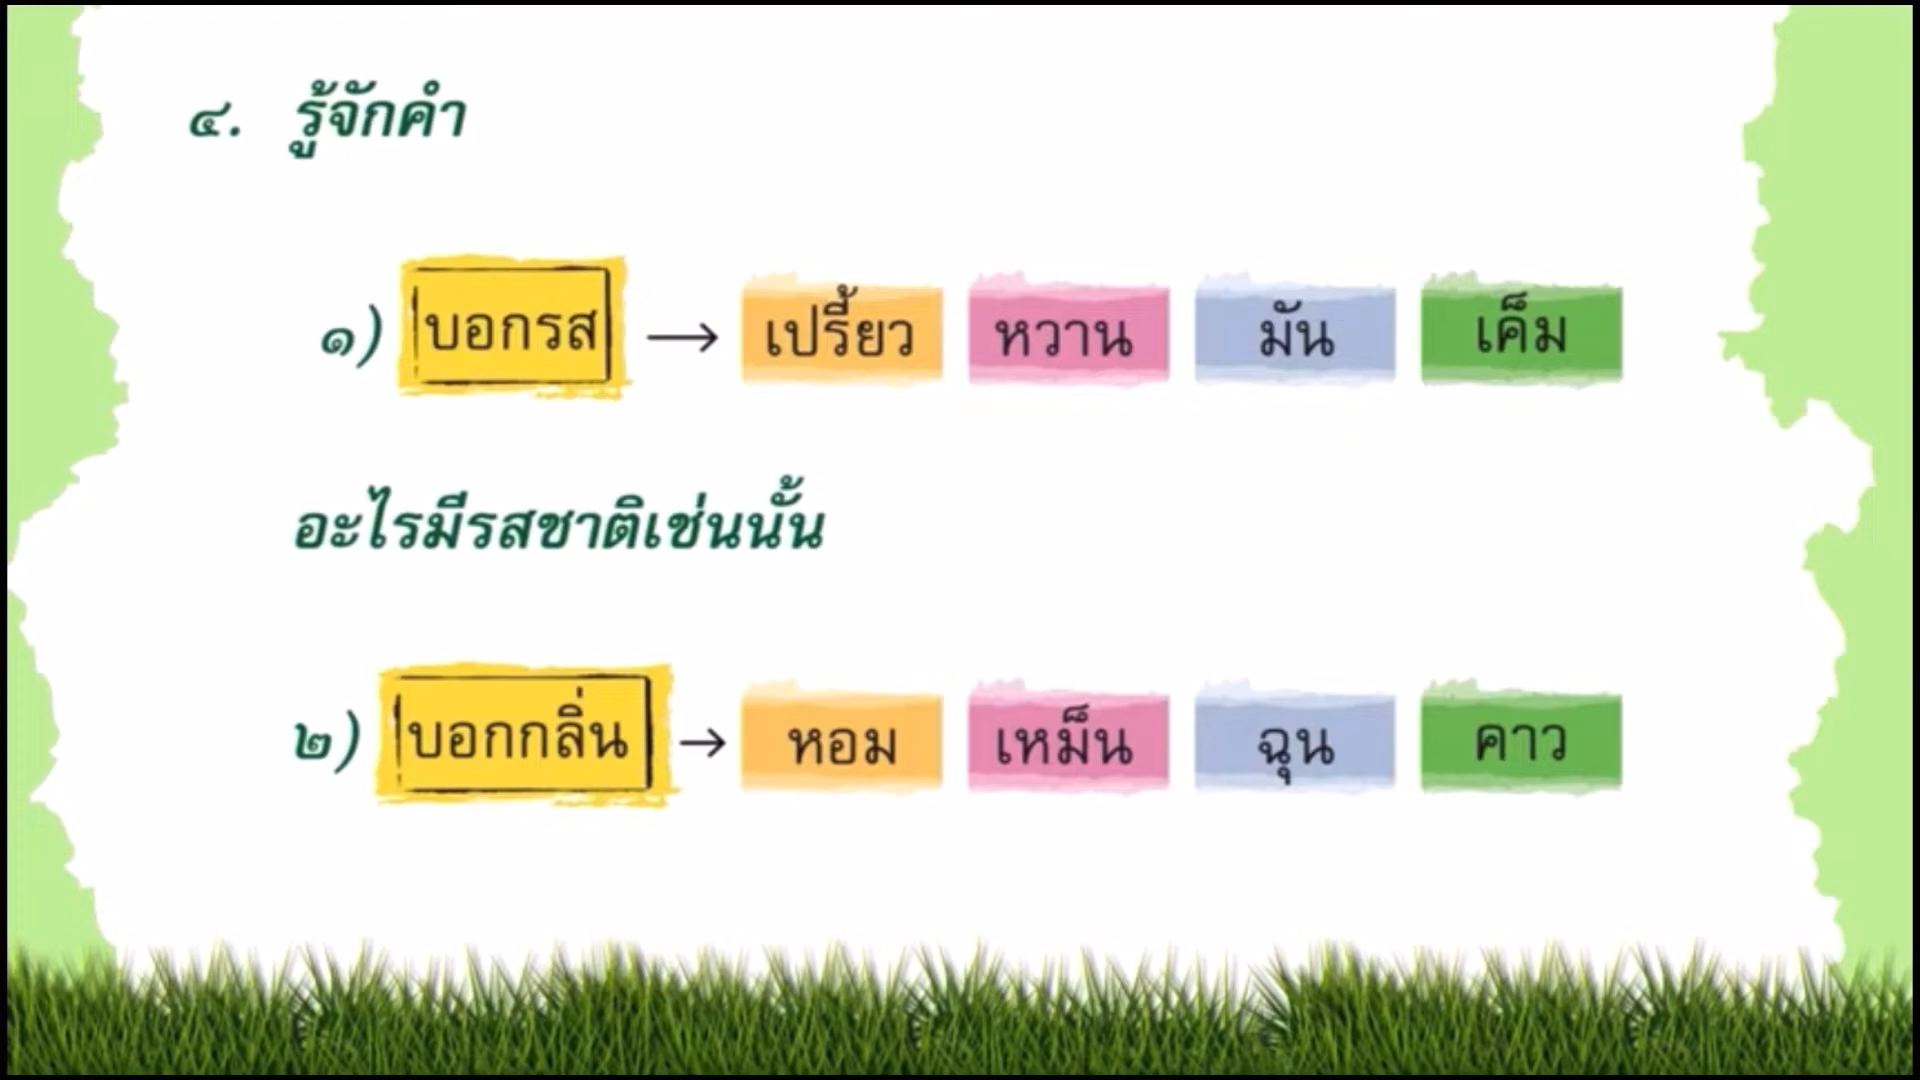 ๔. รู้จักคำ
๑) บอกรส → เปรี้ยว หวาน มัน เค็ม
อะไรมีรสชาติเช่นนั้น
๒) บอกกลิ่น → หอม เหม็น ฉุน คาว